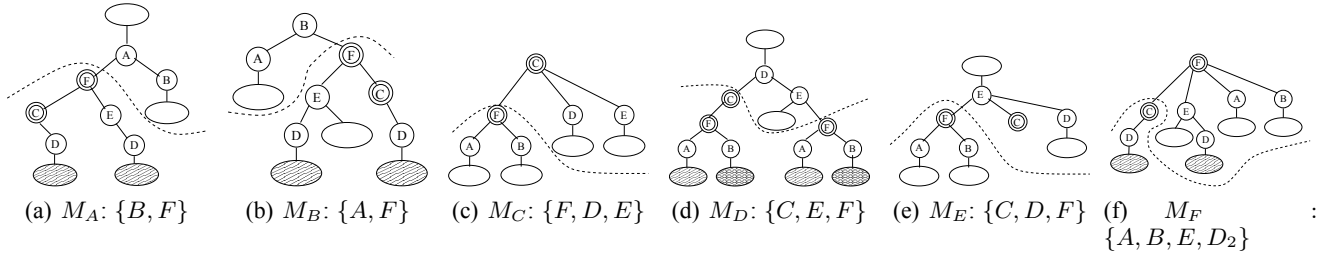 A
F
B
C
E
D
D
B
A
F
E
C
D
D
C
F
D
E
A
B
D
C
E
F
F
A
B
A
B
E
F
C
D
A
B
F
C
E
A
B
D
D
(a) M_A: {B, F}
(b) M_B: {A, F}
(c) M_C: {F, D, E}
(d) M_D: {C, E, F}
(e) M_E: {C, D, F}
(f) M_F :
{A, B, E, D_2}